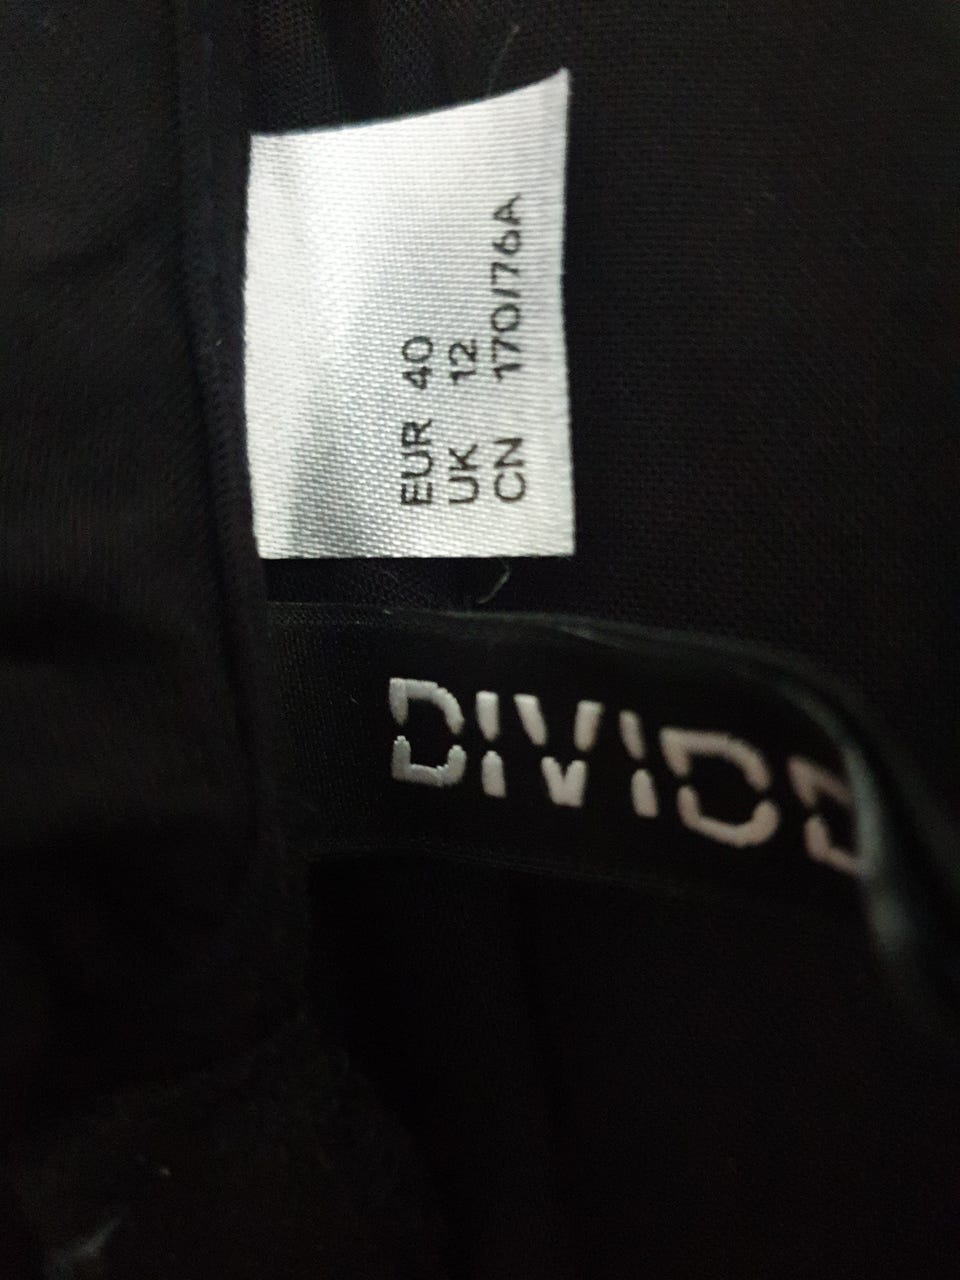 EUR 40
UK 12
CN 170/76A
DIVIDE